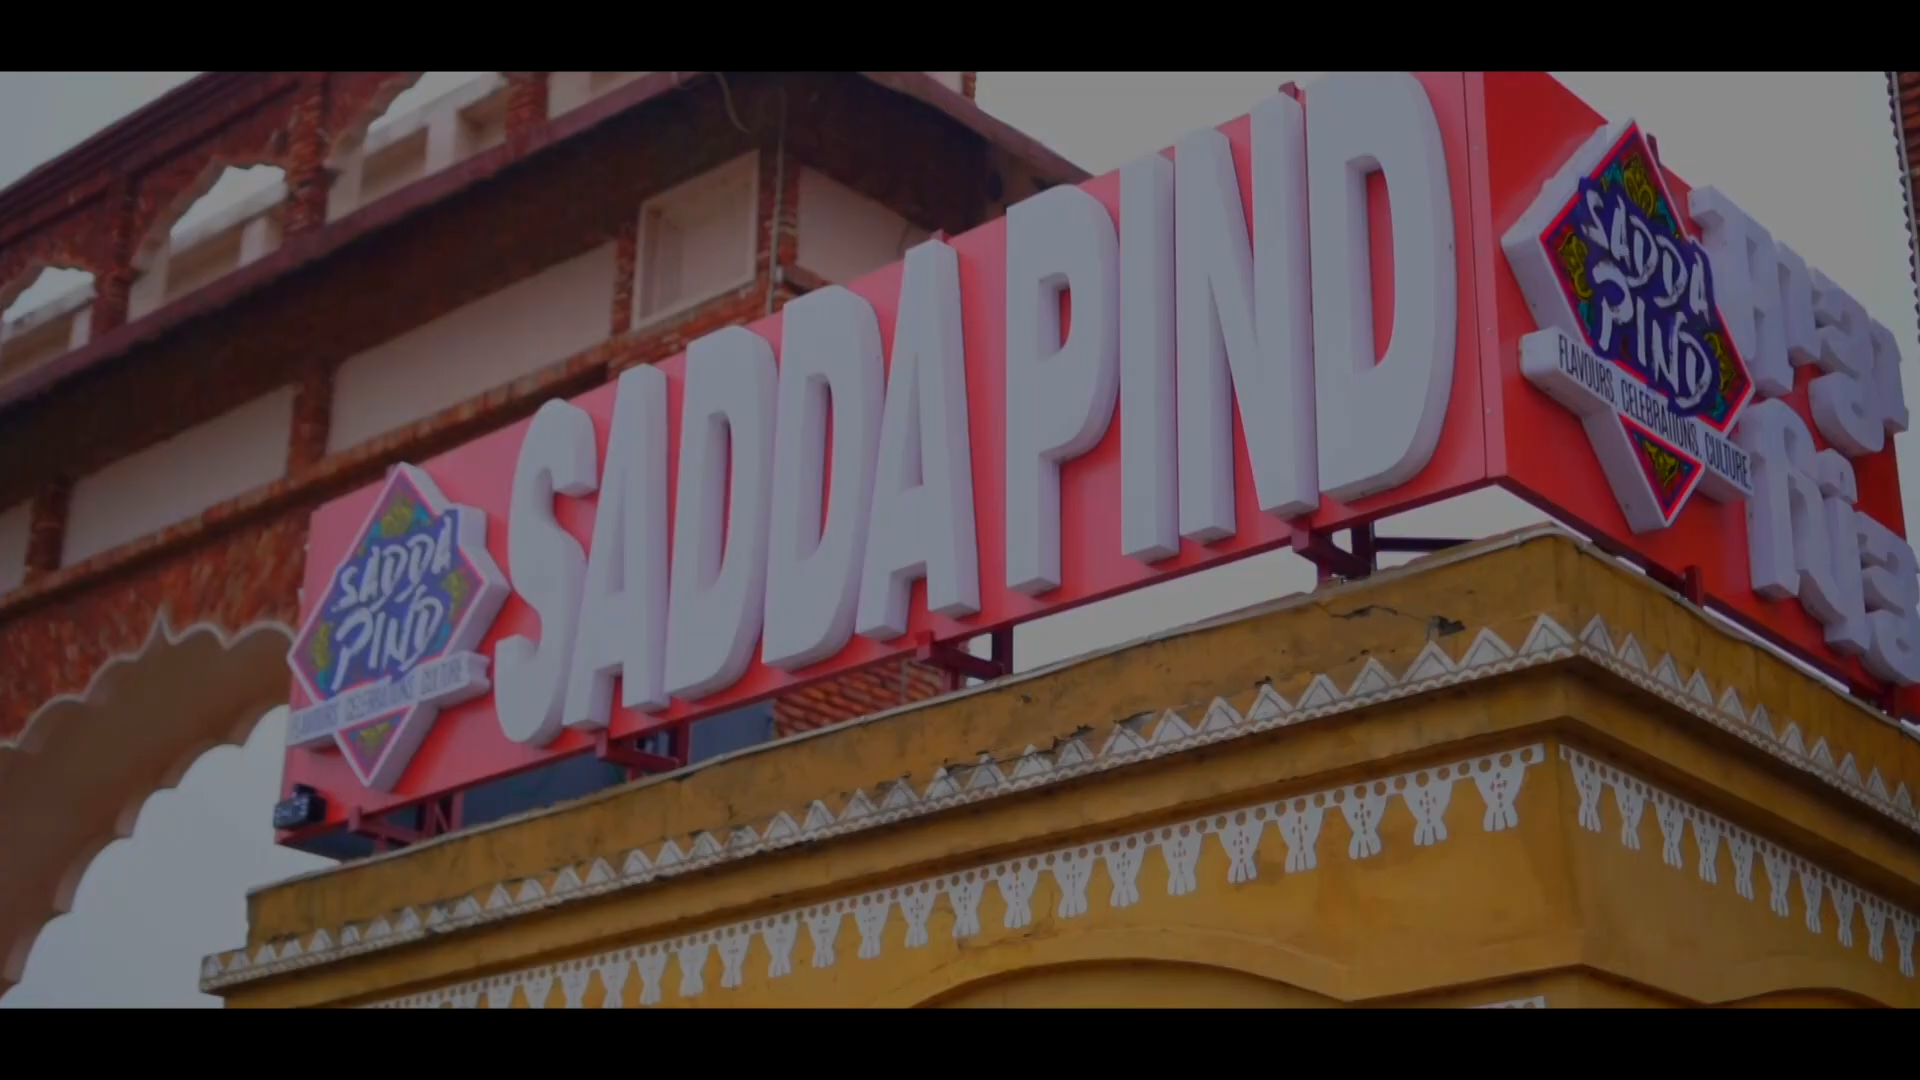 SADDA PIND
SADDA
PIND
FLAVOURS. CELEBRATIONS. CULTURE.
SADDA
PIND
FLAVOURS. CELEBRATIONS. CULTURE.